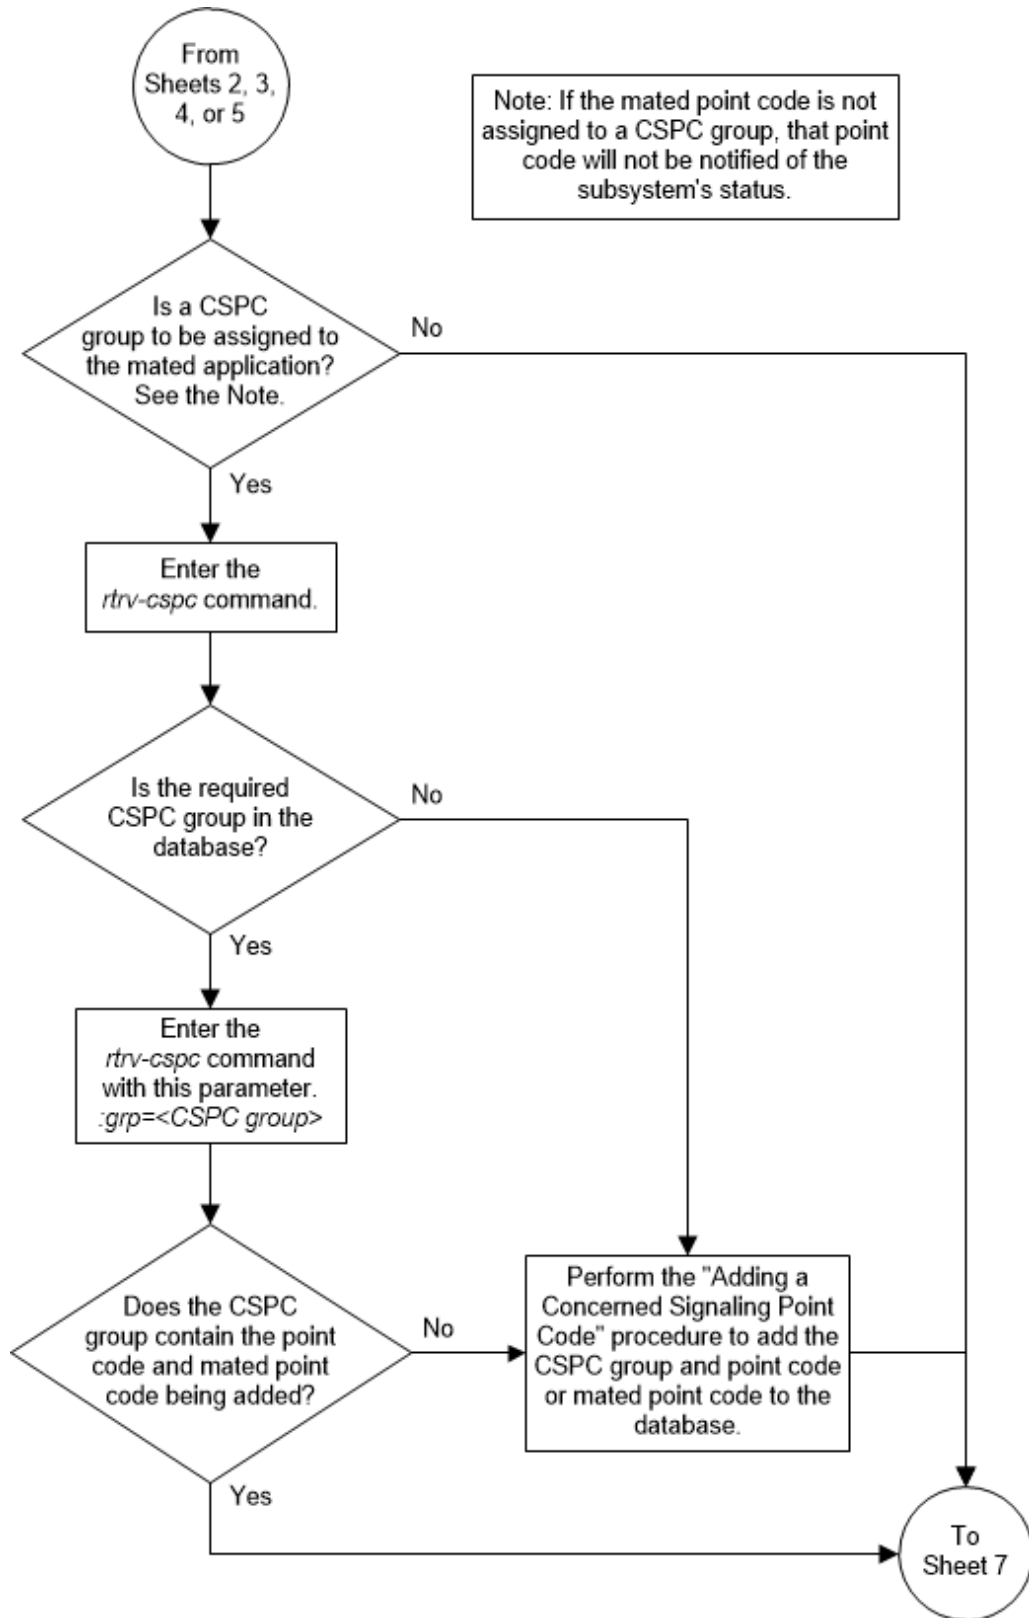 From
Sheets 2, 3,
4, or 5
Note: If the mated point code is not
assigned to a CSPC group, that point
code will not be notified of the
subsystem's status.
Is a CSPC
group to be assigned to
the mated application?
See the Note.
No
Yes
Enter the
rtrv-cspc command.
Is the required
CSPC group in the
database?
No
Yes
Enter the
rtrv-cspc command
with this parameter.
:grp=<CSPC group>
Does the CSPC
group contain the point
code and mated point
code being added?
No
Perform the "Adding a
Concerned Signaling Point
Code" procedure to add the
CSPC group and point code
or mated point code to the
database.
Yes
To
Sheet 7